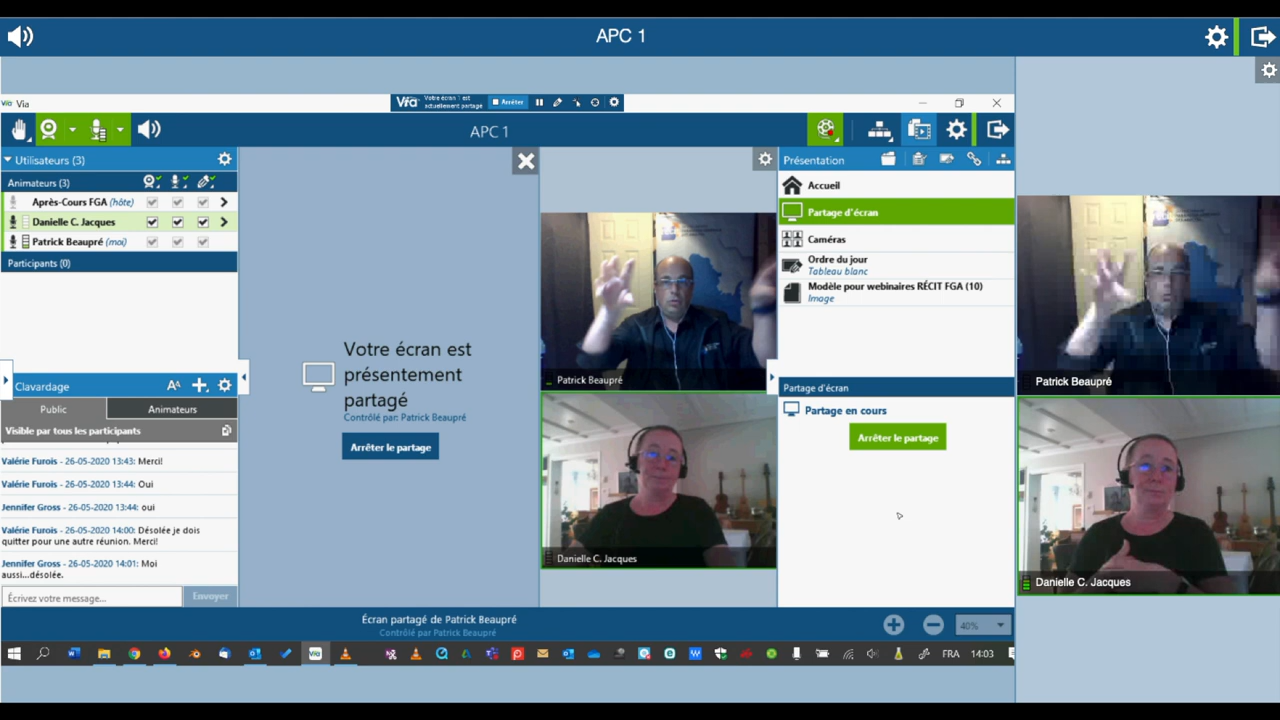 APC 1
Via Via
Via Votre écran 1 est actuellement partagé Arrêter
APC 1
Utilisateurs (3)
Animateurs (3)
Après-Cours FGA (hôte)
Danielle C. Jacques
Patrick Beaupré (moi)
Participants (0)
Clavardage
AA
Public
Animateurs
Visible par tous les participants
Valérie Furois - 26-05-2020 13:43: Merci!
Valérie Furois - 26-05-2020 13:44: Oui
Jennifer Gross - 26-05-2020 13:44: oui
Valérie Furois - 26-05-2020 14:00: Désolée je dois
quitter pour une autre réunion. Merci!
Jennifer Gross - 26-05-2020 14:01: Moi
aussi...désolée.
Écrivez votre message...
Envoyer
Votre écran est
présentement
partagé
Contrôlé par: Patrick Beaupré
Arrêter le partage
Patrick Beaupré
Danielle C. Jacques
Présentation
Accueil
Partage d'écran
Caméras
Ordre du jour
Tableau blanc
Modèle pour webinaires RÉCIT FGA (10)
Image
Partage d'écran
Partage en cours
Arrêter le partage
Patrick Beaupré
Danielle C. Jacques
Écran partagé de Patrick Beaupré
Contrôlé par Patrick Beaupré
40%
Via
FRA
14:03